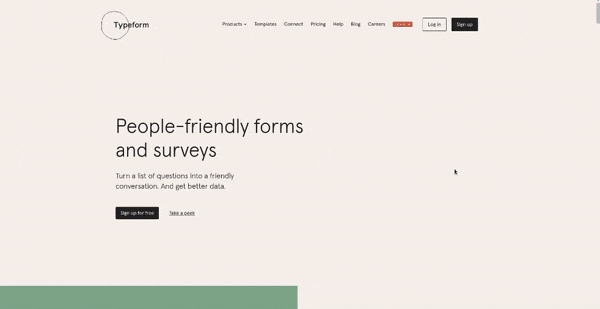 Typeform
Products Templates Connect Pricing Help Blog Careers
Log in
Sign up
People-friendly forms
and surveys
Turn a list of questions into a friendly
conversation. And get better data.
Sign up for free
Take a peek